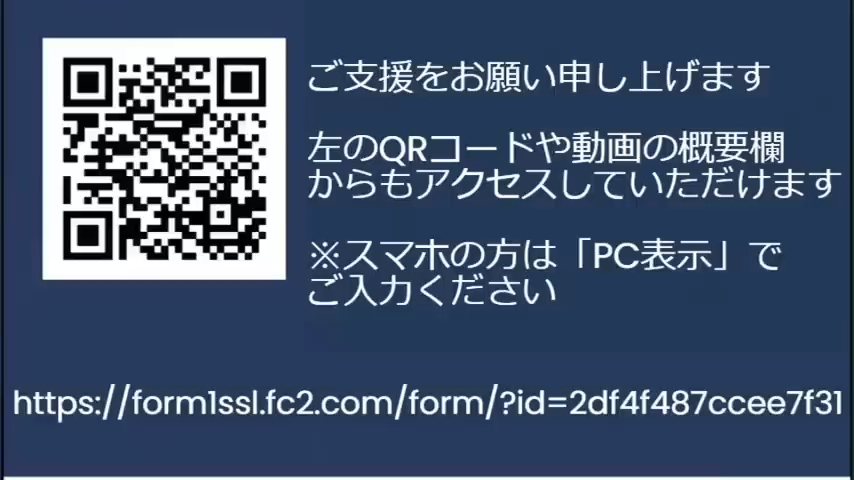 ご支援をお願い申し上げます
左のQRコードや動画の概要欄
からもアクセスしていただけます
※スマホの方は「PC表示」で
ご入力ください
https://form1ssl.fc2.com/form/?id=2df4f487ccee7f31